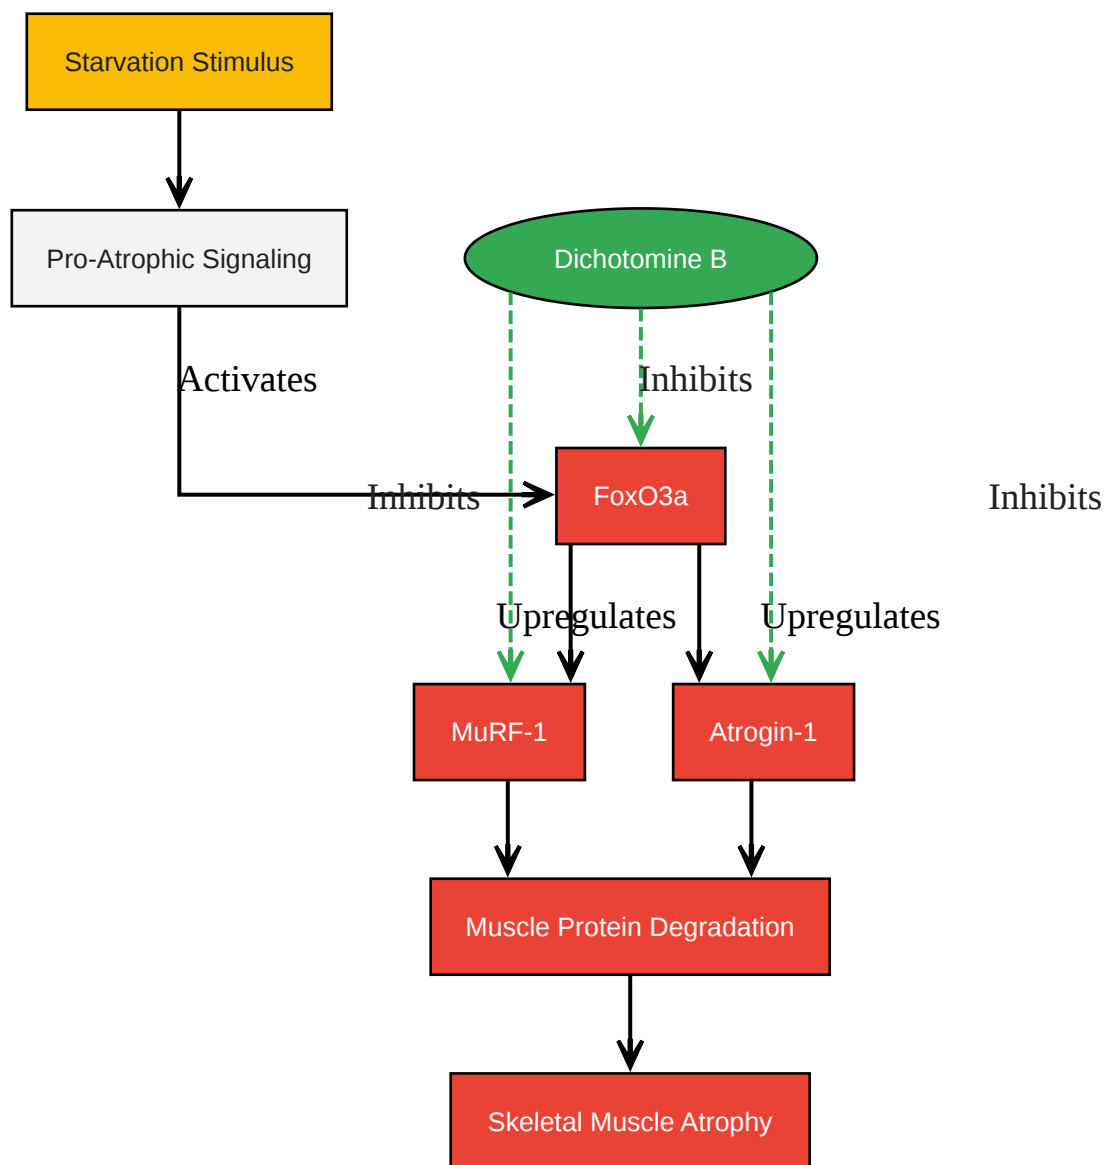 Starvation Stimulus
Pro-Atrophic Signaling
Dichotomine B
Activates
Inhibits
Inhibits
FoxO3a
Inhibits
Upregulates
Upregulates
MuRF-1
Atrogin-1
Muscle Protein Degradation
Skeletal Muscle Atrophy